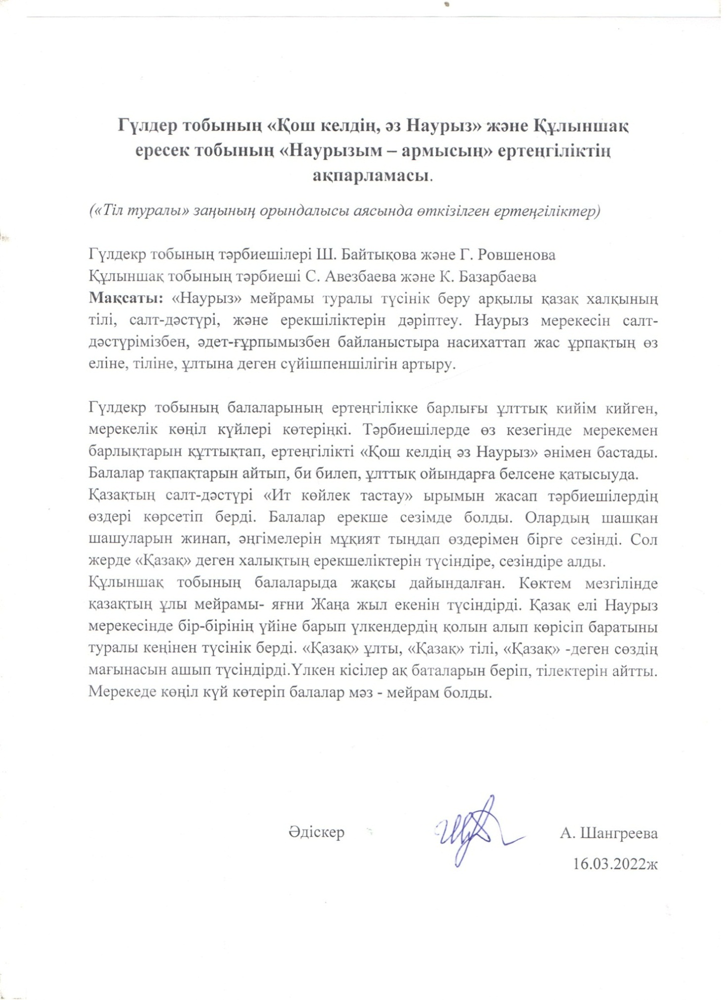 Гүлдер тобының «Қош келдің, әз Наурыз» және Құлыншақ
ересек тобының «Наурызым – армысың» ертеңгіліктің
ақпарламасы.
(«Тіл туралы» заңының орындалысы аясында өткізілген ертеңгіліктер)
Гүлдекр тобының тәрбиешілері Ш. Байтықова және Г. Ровшенова
Құлыншақ тобының тәрбиеші С. Авезбаева және К. Базарбаева
Мақсаты: «Наурыз» мейрамы туралы түсінік беру арқылы қазақ халқының
тілі, салт-дәстүрі, және ерекшіліктерін дәріптеу. Наурыз мерекесін салт-
дәстүрімізбен, әдет-ғұрпымызбен байланыстыра насихаттап жас ұрпақтың өз
еліне, тіліне, ұлтына деген сүйішпеншілігін артыру.
Гүлдекр тобының балаларының ертеңгілікке барлығы ұлттық кийім кийген,
мерекелік көңіл күйлері көтеріңкі. Тәрбиешілерде өз кезегінде мерекемен
барлықтарын құттықтап, ертеңгілікті «Қош келдің әз Наурыз» әнімен бастады.
Балалар тақпақтарын айтып, би билеп, ұлттық ойындарға белсене қатысыуда.
Қазақтың салт-дәстүрі «Ит көйлек тастау» ырымын жасап тәрбиешілердің
өздері көрсетіп берді. Балалар ерекше сезімде болды. Олардың шашқан
шашуларын жинап, әңгімелерін мұқият тыңдап өздерімен бірге сезінді. Сол
жерде «Қазақ» деген халықтың ерекшеліктерін түсіндіре, сезіндіре алды.
Құлыншақ тобының балаларыда жақсы дайындалған. Көктем мезгілінде
қазақтың ұлы мейрамы- яғни Жаңа жыл екенін түсіндірді. Қазақ елі Наурыз
мерекесінде бір-бірінің үйіне барып үлкендердің қолын алып көрісіп баратыны
туралы кеңінен түсінік берді. «Қазақ» ұлты, «Қазақ» тілі, «Қазақ» -деген сөздің
мағынасын ашып түсіндірді.Үлкен кісілер ақ баталарын беріп, тілектерін айтты.
Мерекеде көңіл күй көтеріп балалар мәз - мейрам болды.
Әдіскер А. Шангреева
16.03.2022ж